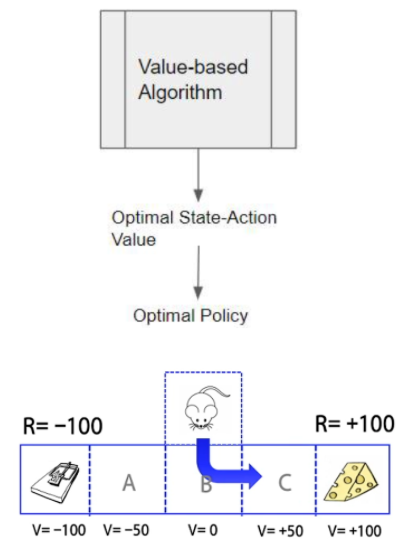 Value-based
Algorithm
Optimal State-Action
Value
Optimal Policy
R= −100
R= +100
A
B
C
V= −100
V= −50
V= 0
V= +50
V= +100